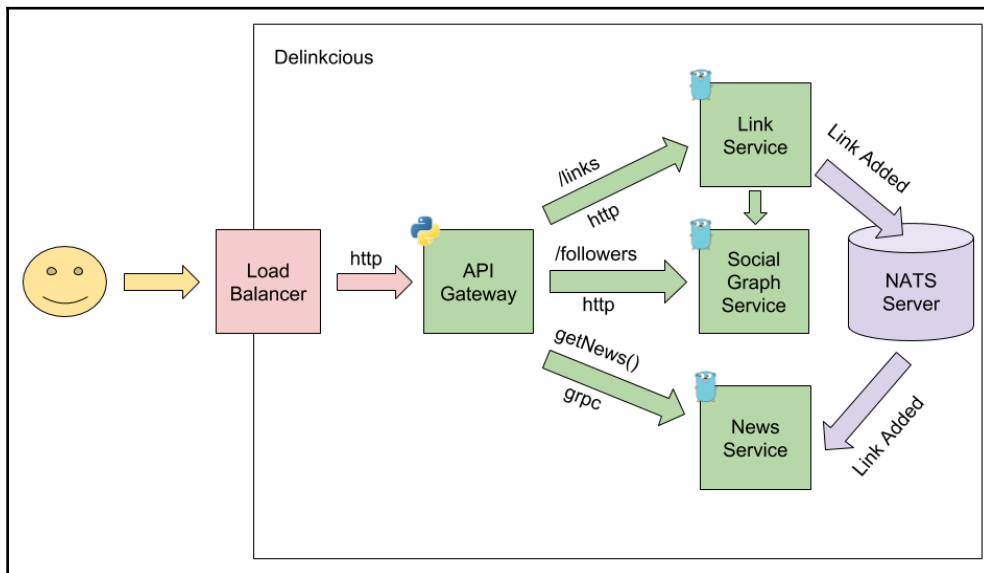 Delinkcious
Link
Service
Link Added
/links
http
Load
Balancer
http
API
Gateway
/followers
http
Social
Graph
Service
NATS
Server
getNews()
grpc
News
Service
Link Added